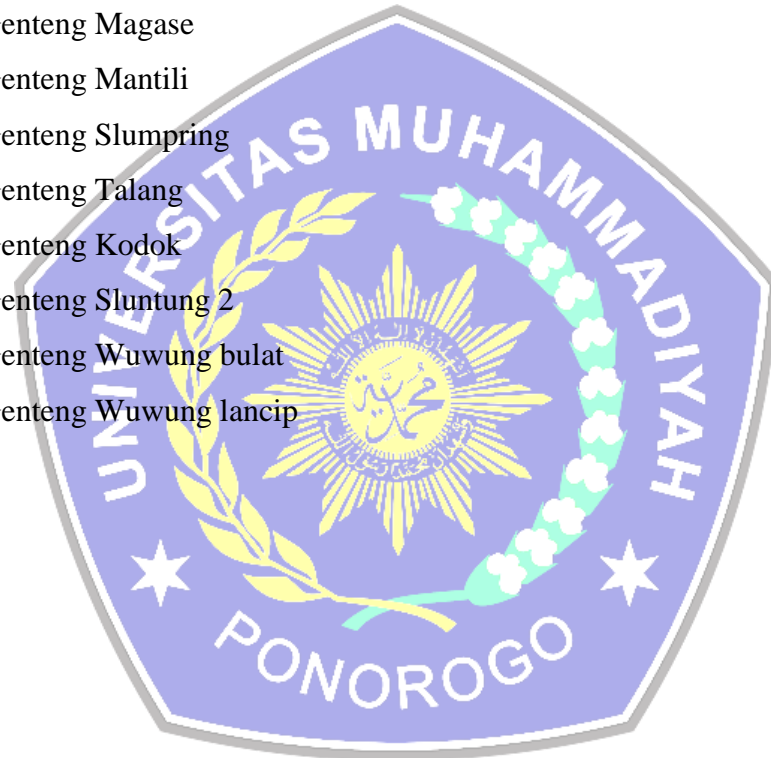 enteng Magase
enteng Mantili
enteng Slumpring
enteng Talang
enteng Kodok
enteng Sluntung 2
enteng Wuwung bulat
enteng Wuwung lancip
UNIVERSITAS MUHAMMADIYAH
محمدية
PONOROGO